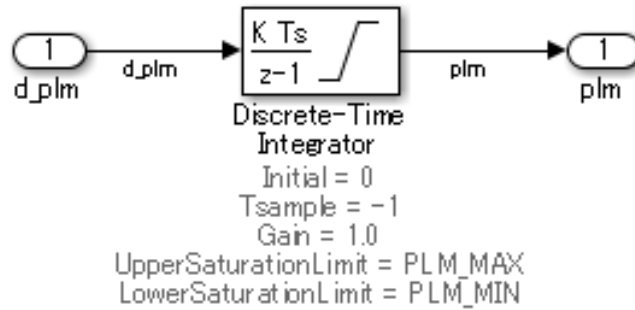 1
d_plm
d_plm
K Ts
z-1
Discrete-Time
Integrator
Initial = 0
Tsample = -1
Gain = 1.0
UpperSaturationLimit = PLM_MAX
LowerSaturationLimit = PLM_MIN
plm
1
plm